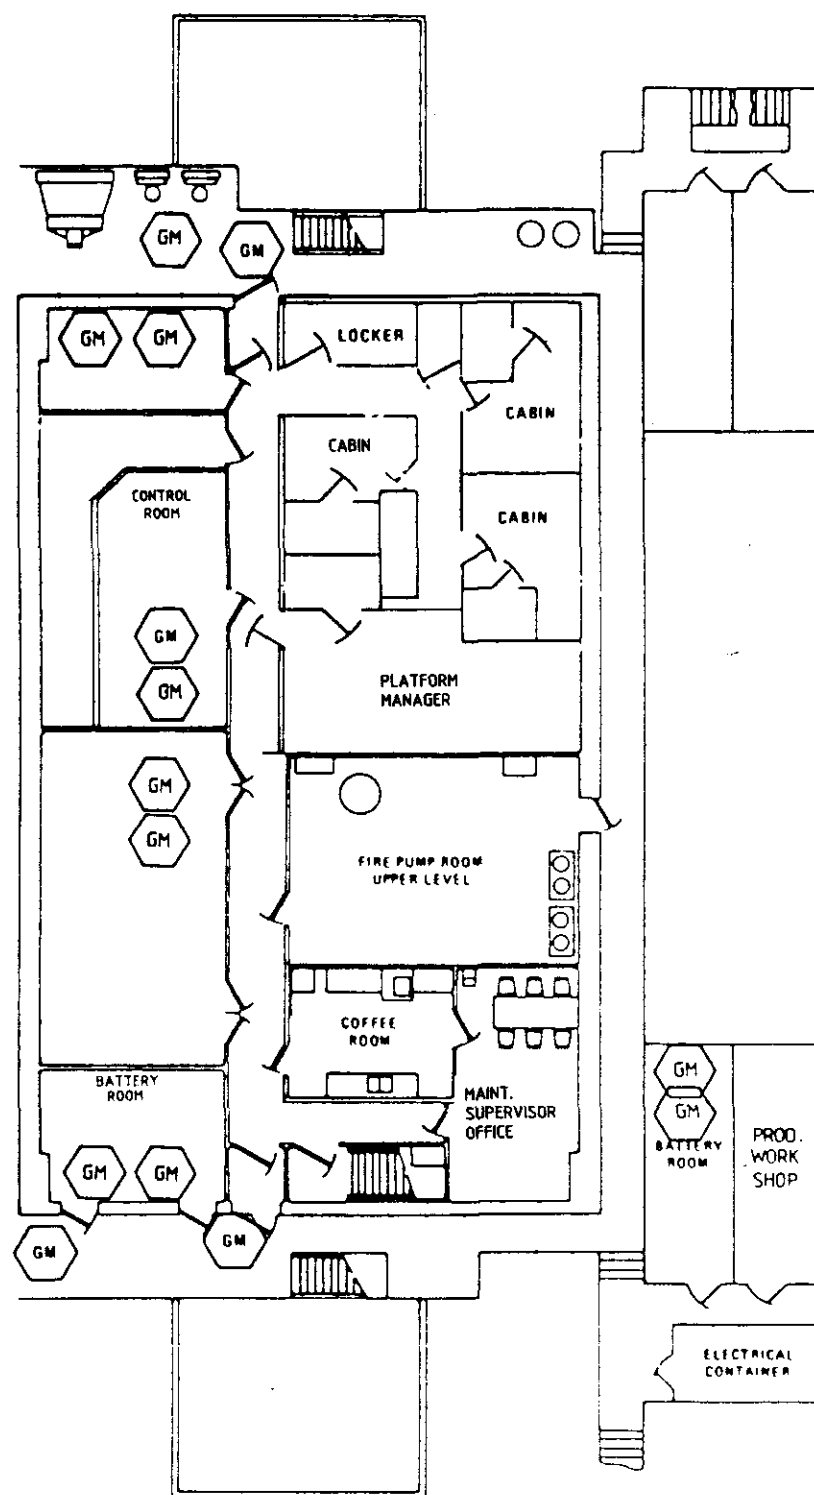 GM
GM
GM
GM
LOCKER
CABIN
CABIN
CONTROL
ROOM
CABIN
GM
GM
PLATFORM
MANAGER
GM
GM
FIRE PUMP ROOM
UPPER LEVEL
COFFEE
ROOM
BATTERY
ROOM
MAINT.
SUPERVISOR
OFFICE
GM
GM
GM
GM
GM
GM
BATTERY
ROOM
PROD.
WORK
SHOP
ELECTRICAL
CONTAINER